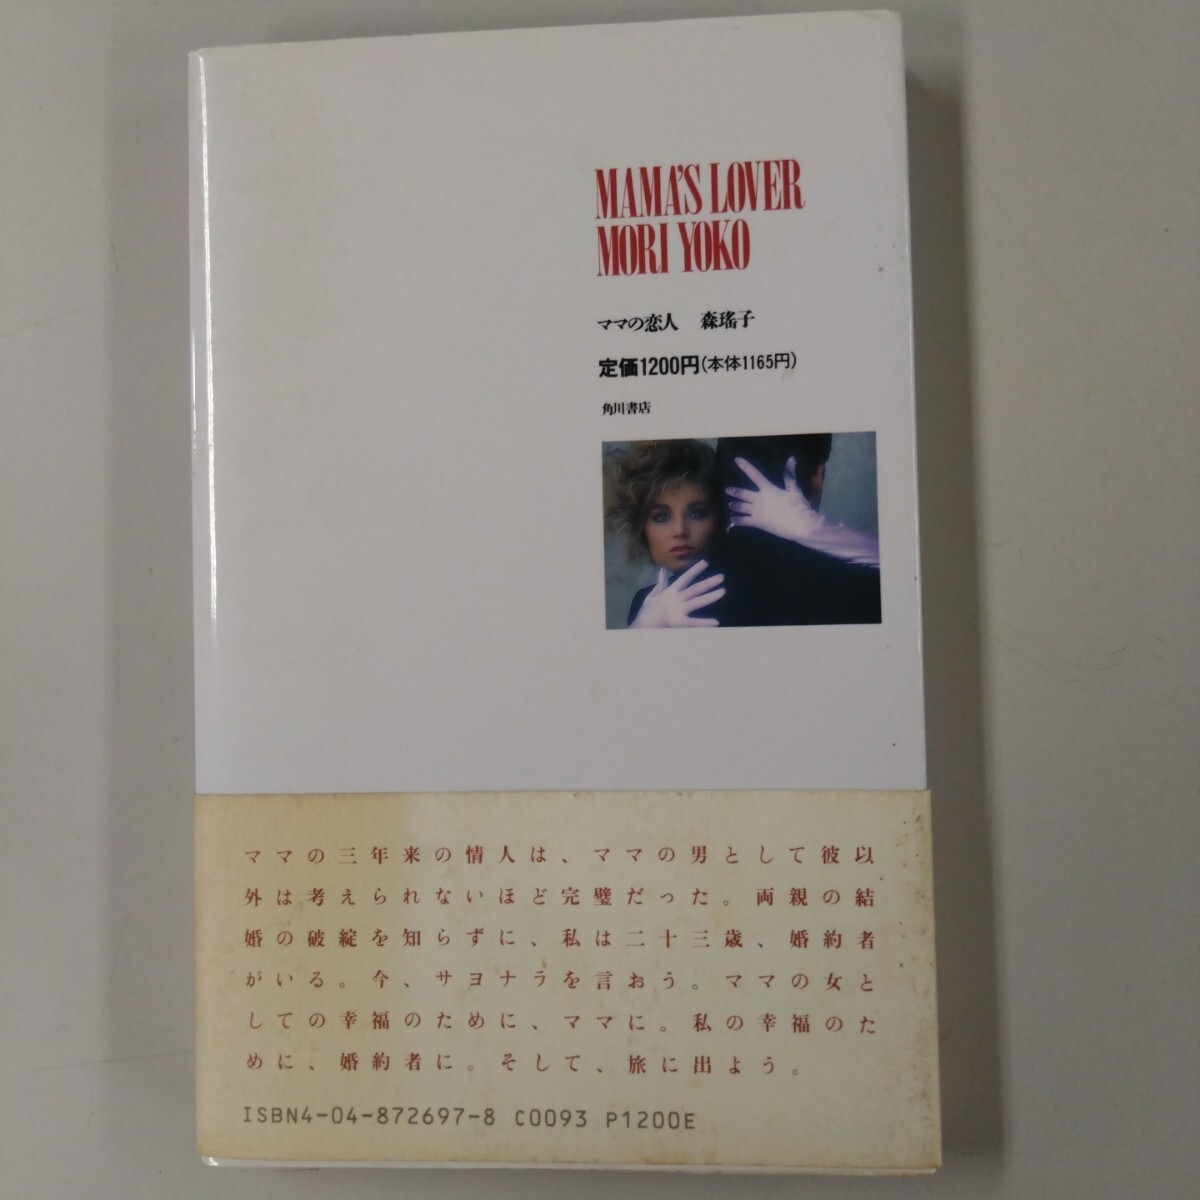 MAMA'S LOVER
MORI YOKO
ママの恋人 森瑤子
定価1200円(本体1165円)
角川書店
ママの三年来の情人は、ママの男として彼以
外は考えられないほど完璧だった。両親の結
婚の破綻を知らずに、私は二十三歳、婚約者
がいる。今、サヨナラを言おう。ママの女と
しての幸福のために、ママに。私の幸福のた
めに、婚約者に。そして、旅に出よう。
ISBN4-04-872697-8 C0093 P1200E